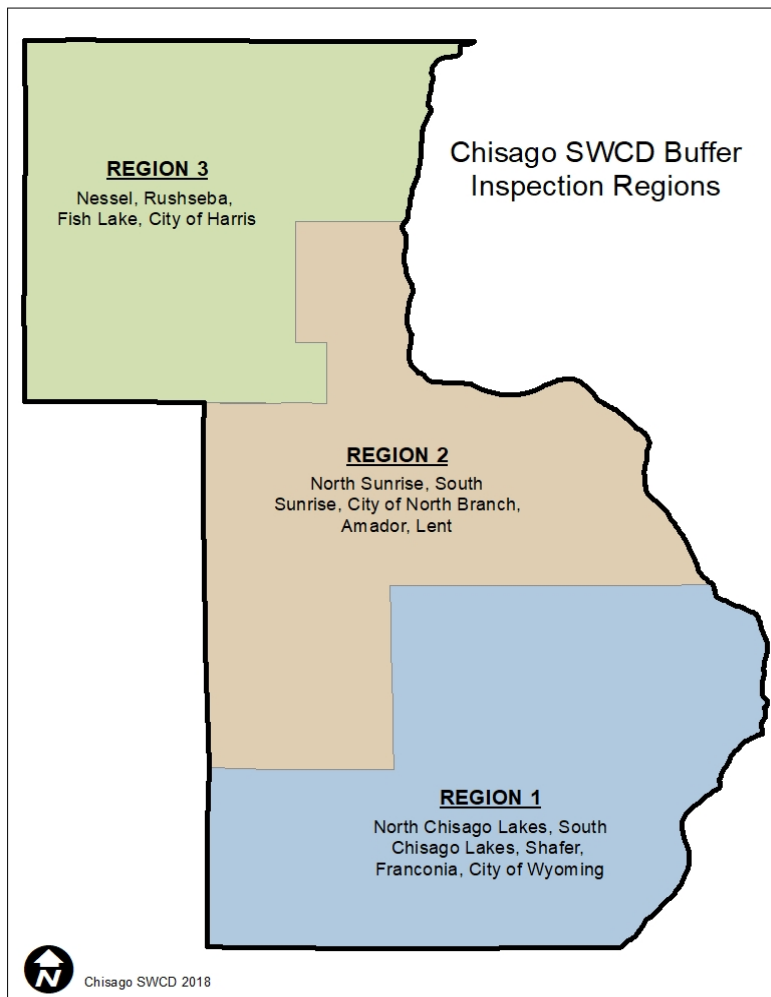 Chisago SWCD Buffer
Inspection Regions
REGION 3
Nessel, Rushseba,
Fish Lake, City of Harris
REGION 2
North Sunrise, South
Sunrise, City of North Branch,
Amador, Lent
REGION 1
North Chisago Lakes, South
Chisago Lakes, Shafer,
Franconia, City of Wyoming
N
Chisago SWCD 2018